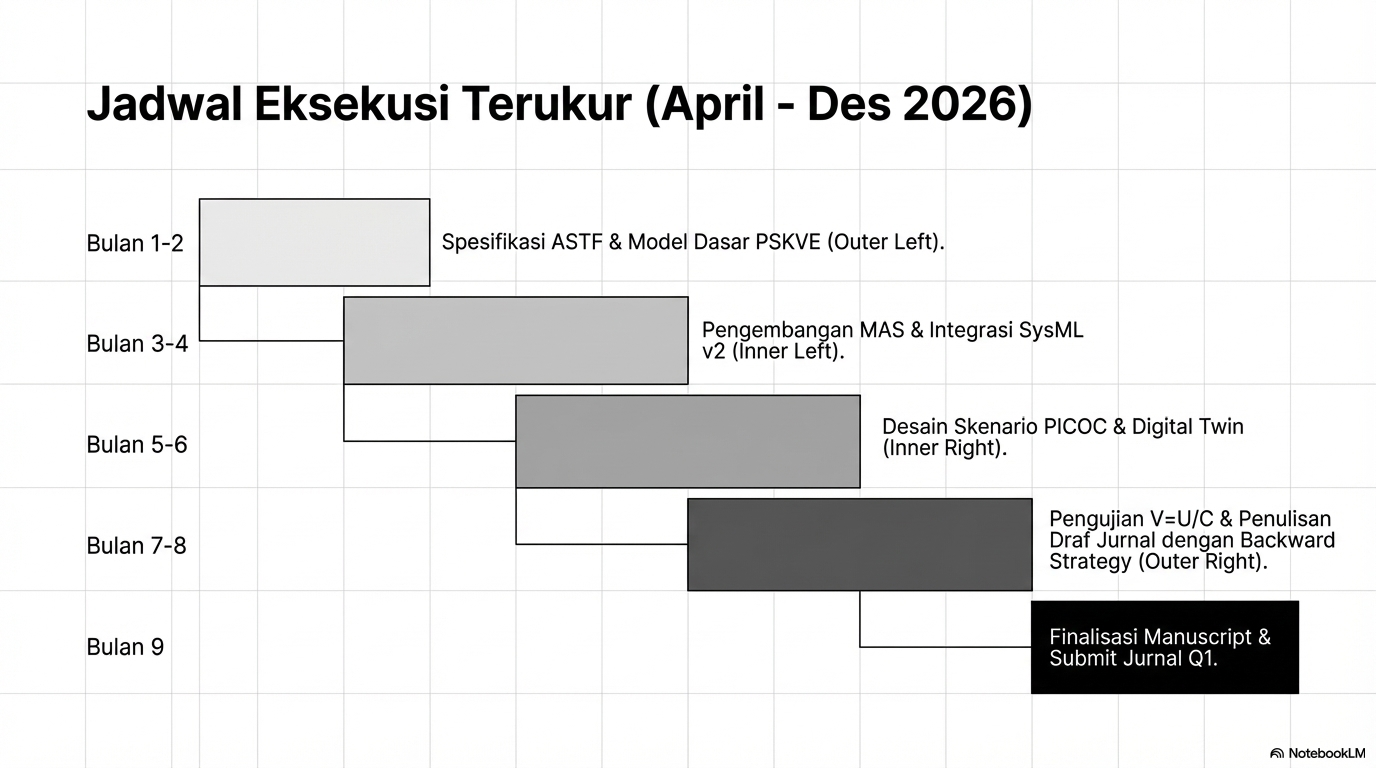 Jadwal Eksekusi Terukur (April - Des 2026)
Bulan 1-2
Spesifikasi ASTF & Model Dasar PSKVE (Outer Left).
Bulan 3-4
Pengembangan MAS & Integrasi SysML
v2 (Inner Left).
Bulan 5-6
Desain Skenario PICOC & Digital Twin
(Inner Right).
Bulan 7-8
Pengujian V=U/C & Penulisan
Draf Jurnal dengan Backward
Strategy (Outer Right).
Bulan 9
Finalisasi Manuscript &
Submit Jurnal Q1.
NotebookLM